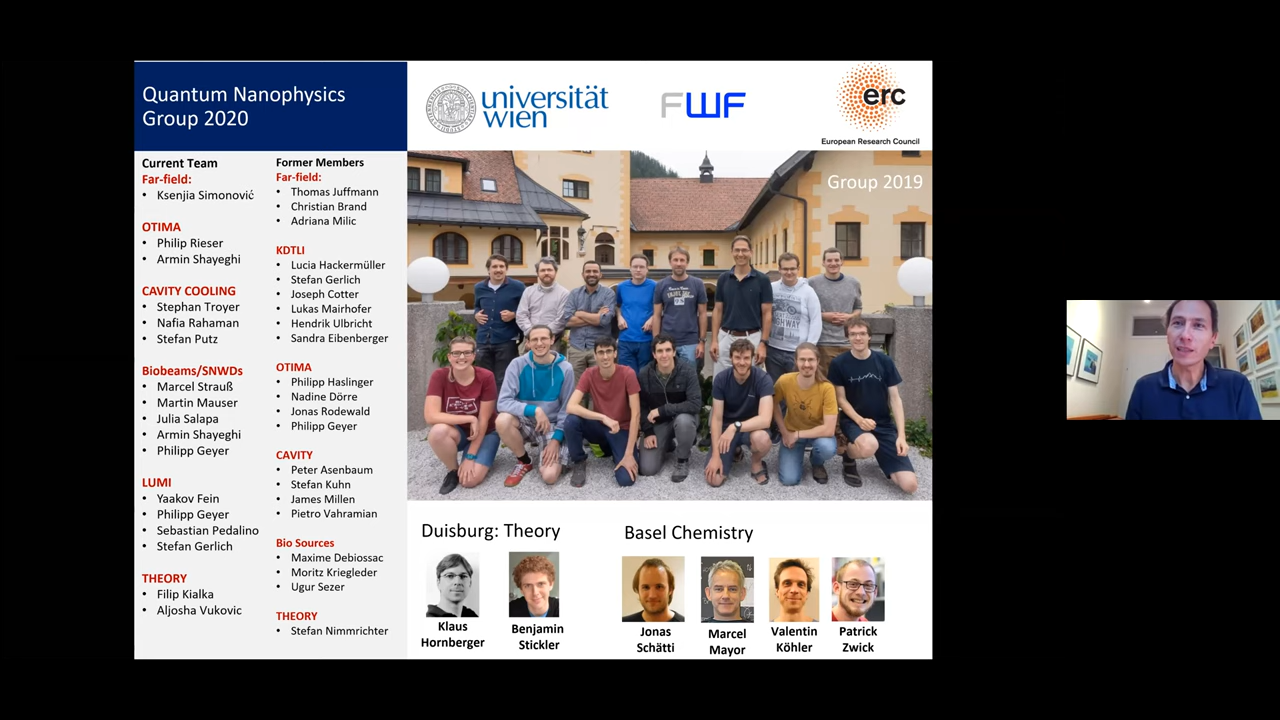 Quantum Nanophysics
Group 2020
universität
wien
FWF
erc
European Research Council
Current Team
Far-field:
• Ksenjia Simonović
OTIMA
• Philip Rieser
• Armin Shayeghi
CAVITY COOLING
• Stephan Troyer
• Nafia Rahaman
• Stefan Putz
Biobeams/SNWDs
• Marcel Strauß
• Martin Mauser
• Julia Salapa
• Armin Shayeghi
• Philipp Geyer
LUMI
• Yaakov Fein
• Philipp Geyer
• Sebastian Pedalino
• Stefan Gerlich
THEORY
• Filip Kialka
• Aljosha Vukovic
Former Members
Far-field:
• Thomas Juffmann
• Christian Brand
• Adriana Milic
KDTLI
• Lucia Hackermüller
• Stefan Gerlich
• Joseph Cotter
• Lukas Mairhofer
• Hendrik Ulbricht
• Sandra Eibenberger
OTIMA
• Philipp Haslinger
• Nadine Dörre
• Jonas Rodewald
• Philipp Geyer
CAVITY
• Peter Asenbaum
• Stefan Kuhn
• James Millen
• Pietro Vahramian
Bio Sources
• Maxime Debiossac
• Moritz Kriegleder
• Ugur Sezer
THEORY
• Stefan Nimmrichter
Group 2019
Duisburg: Theory
Klaus
Hornberger
Benjamin
Stickler
Basel Chemistry
Jonas
Schätti
Marcel
Mayor
Valentin
Köhler
Patrick
Zwick